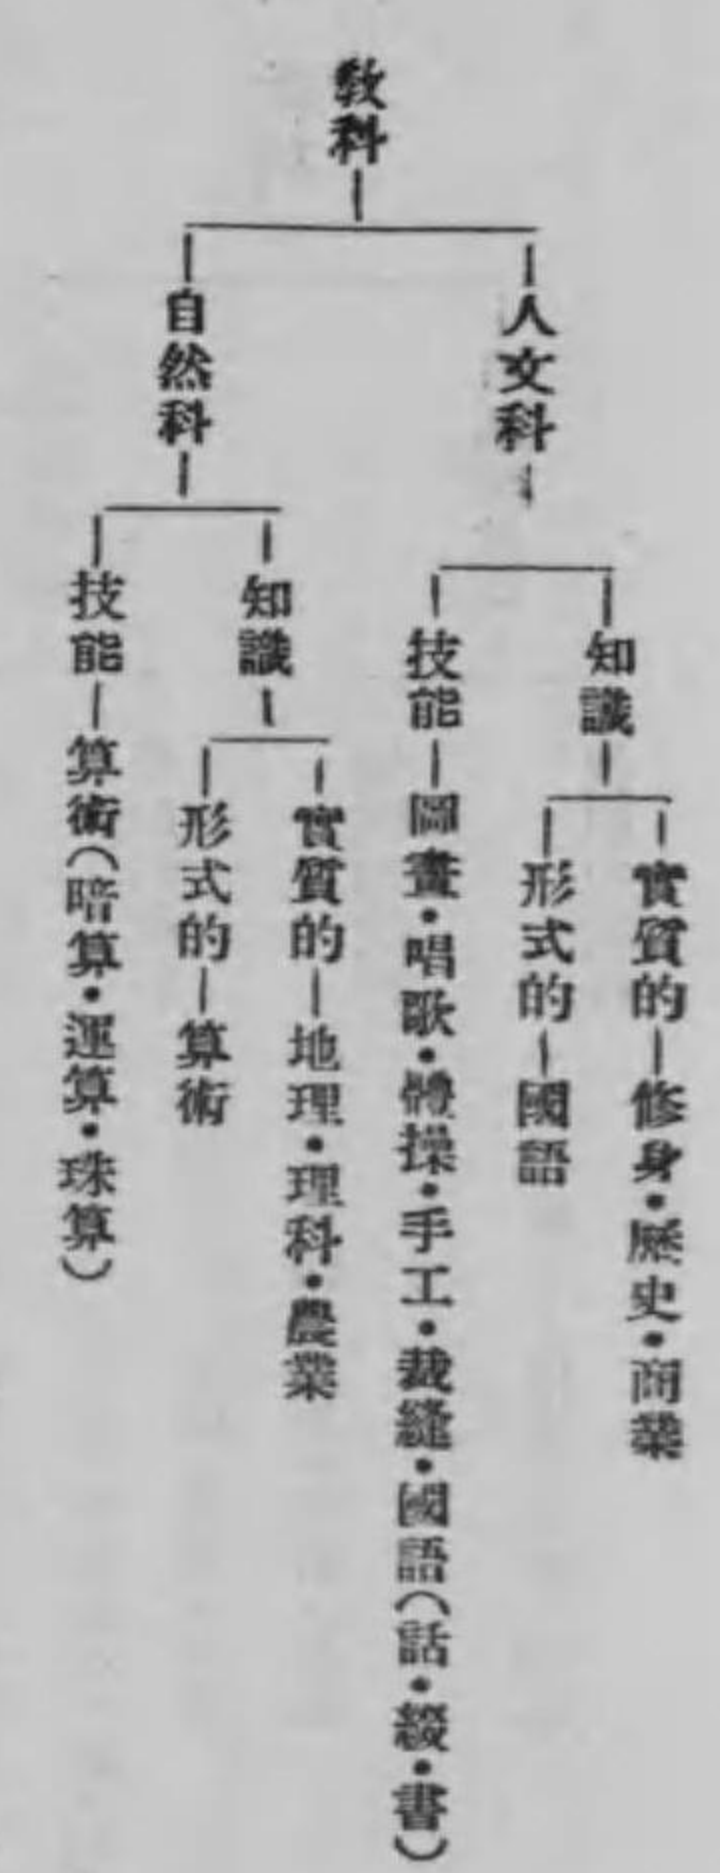 教科
人文科
知識
實質的
修身・歷史・商業
形式的
國語
技能
圖畫・唱歌・體操・手工・裁縫・國語(話・綴・書)
自然科
知識
實質的
地理・理科・農業
形式的
算術
技能
算術(暗算・運算・珠算)